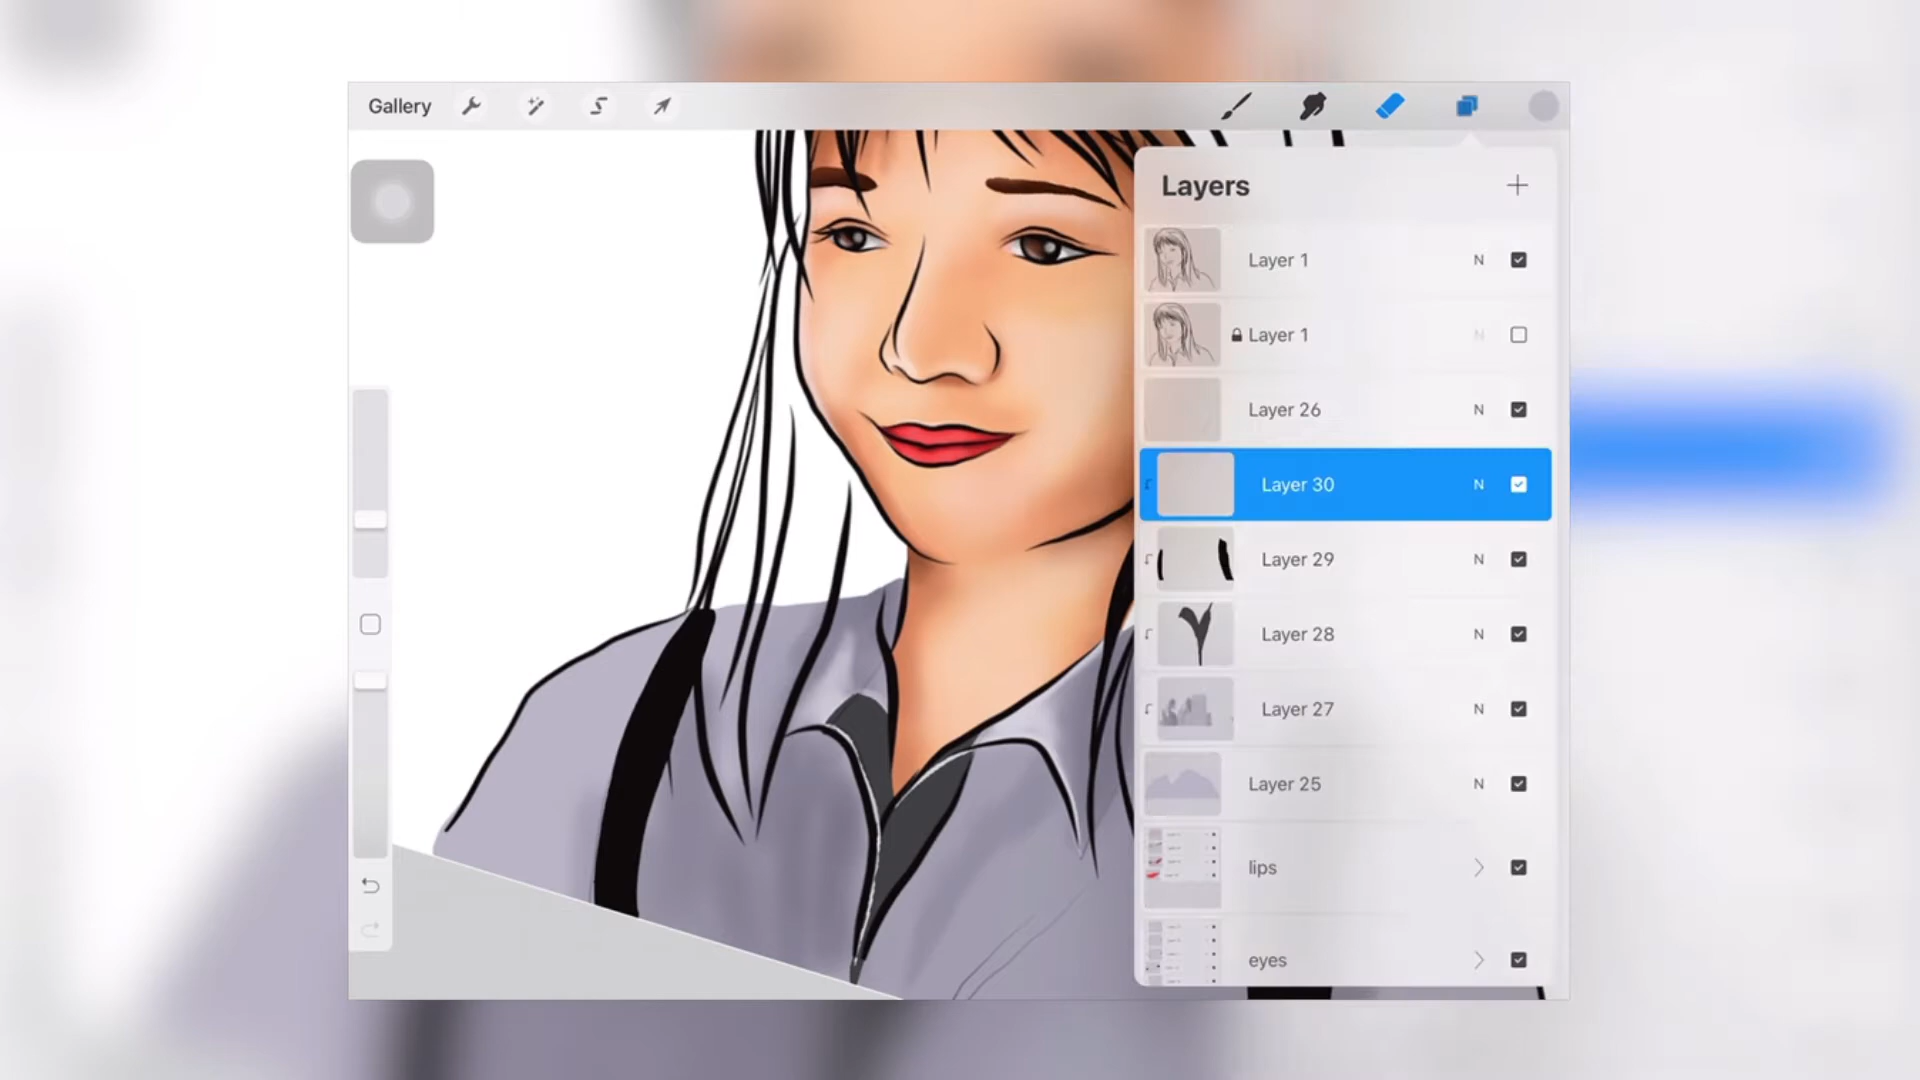 Gallery
Layers
Layer 1 N
Layer 1 N
Layer 26 N
Layer 30 N
Layer 29 N
Layer 28 N
Layer 27 N
Layer 25 N
lips
eyes